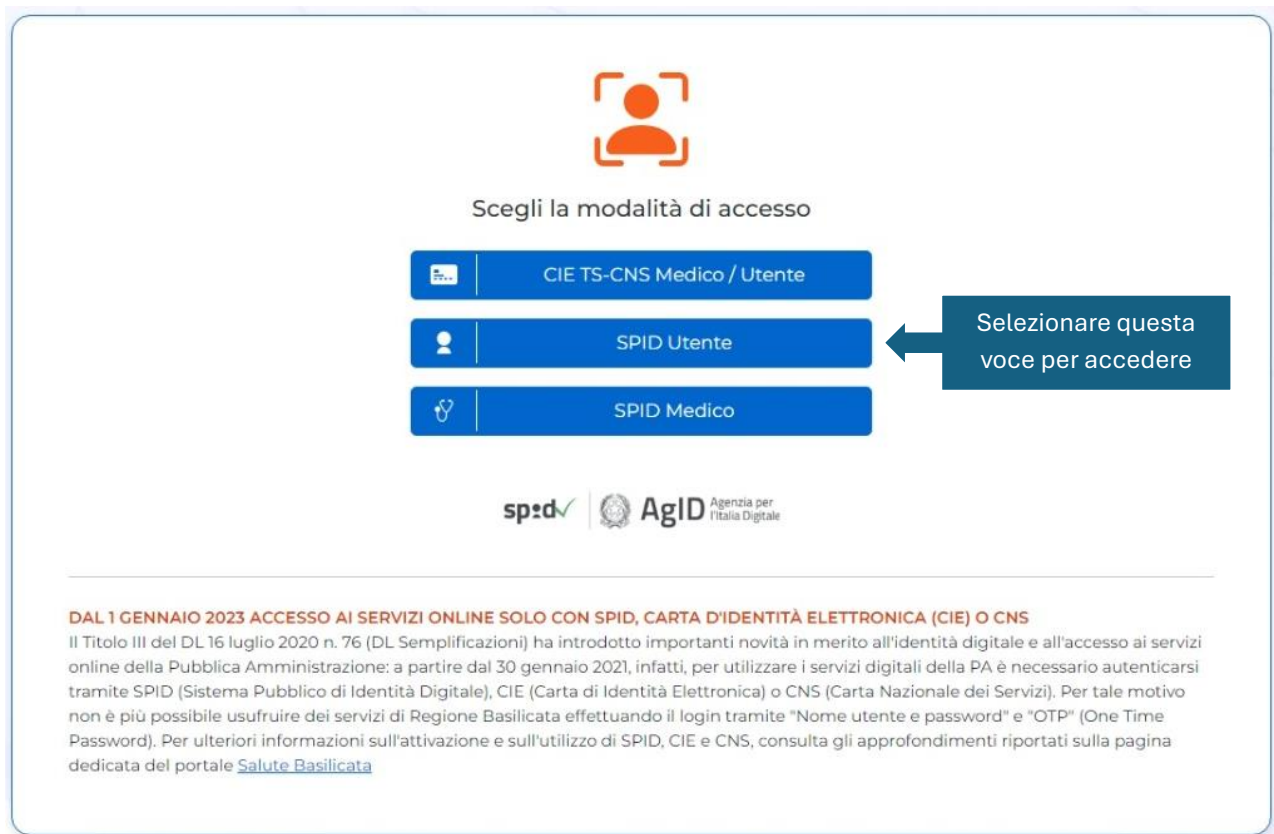 Scegli la modalità di accesso
CIE TS-CNS Medico / Utente
SPID Utente
Selezionare questa
voce per accedere
SPID Medico
spid
AgID Agenzia per
l'Italia Digitale
DAL 1 GENNAIO 2023 ACCESSO AI SERVIZI ONLINE SOLO CON SPID, CARTA D'IDENTITÀ ELETTRONICA (CIE) O CNS
Il Titolo III del DL 16 luglio 2020 n. 76 (DL Semplificazioni) ha introdotto importanti novità in merito all'identità digitale e all'accesso ai servizi
online della Pubblica Amministrazione: a partire dal 30 gennaio 2021, infatti, per utilizzare i servizi digitali della PA è necessario autenticarsi
tramite SPID (Sistema Pubblico di Identità Digitale), CIE (Carta di Identità Elettronica) o CNS (Carta Nazionale dei Servizi). Per tale motivo
non è più possibile usufruire dei servizi di Regione Basilicata effettuando il login tramite "Nome utente e password" e "OTP" (One Time
Password). Per ulteriori informazioni sull'attivazione e sull'utilizzo di SPID, CIE e CNS, consulta gli approfondimenti riportati sulla pagina
dedicata del portale Salute Basilicata